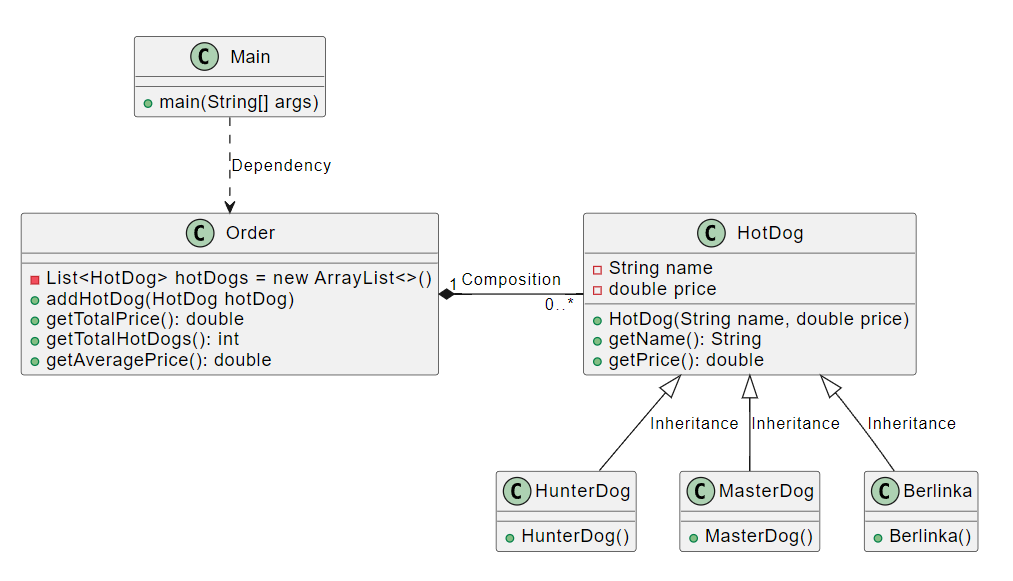 C Main
main(String[] args)
Dependency
C Order
List<HotDog> hotDogs = new ArrayList<>()
addHotDog(HotDog hotDog)
getTotalPrice(): double
getTotalHotDogs(): int
getAveragePrice(): double
1 Composition
0..*
C HotDog
String name
double price
HotDog(String name, double price)
getName(): String
getPrice(): double
Inheritance
Inheritance
Inheritance
C HunterDog
HunterDog()
C MasterDog
MasterDog()
C Berlinka
Berlinka()